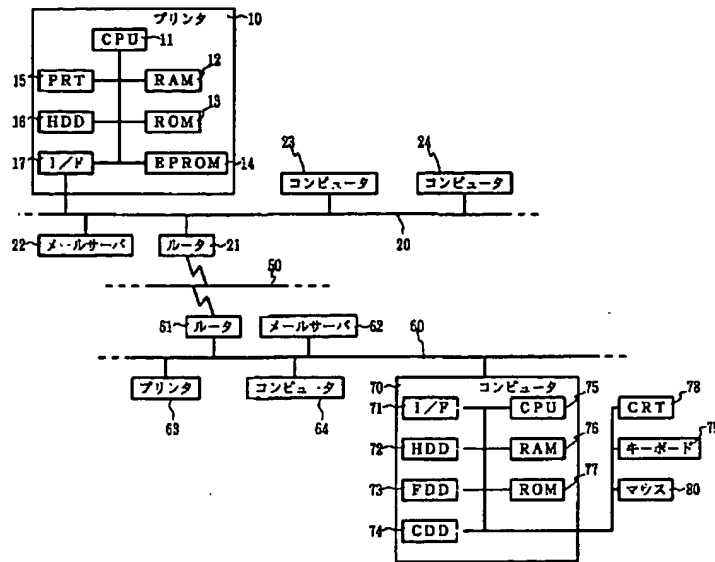 プリンタ 10
CPU 11
15 PRT RAM 12
16 HDD ROM 13
17 I/F EPROM 14
23 コンピュータ
24 コンピュータ
20
22 メールサーバ
ルータ 21
50
61 ルータ
メールサーバ 62
60
プリンタ 63
コンピュータ 64
70 コンピュータ
71 I/F CPU 75
72 HDD RAM 76
73 FDD ROM 77
74 CDD
CRT 78
キーボード
マウス 80